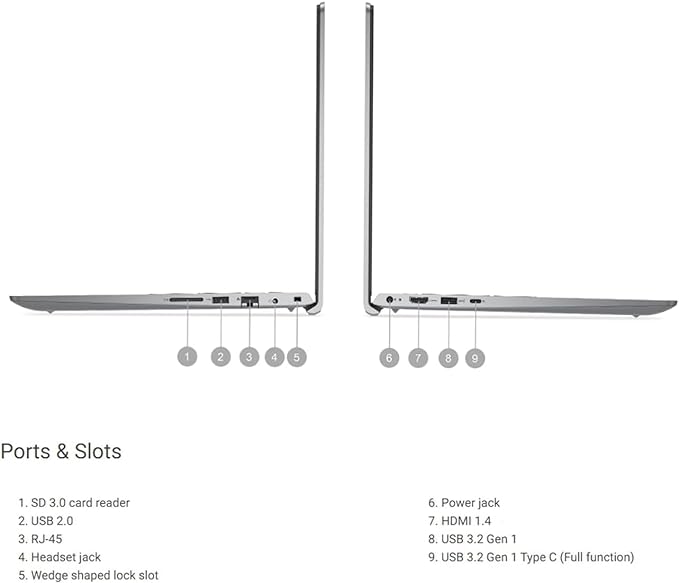 1 2 3 4 5 6 7 8 9
Ports & Slots
1. SD 3.0 card reader
2. USB 2.0
3. RJ-45
4. Headset jack
5. Wedge shaped lock slot
6. Power jack
7. HDMI 1.4
8. USB 3.2 Gen 1
9. USB 3.2 Gen 1 Type C (Full function)